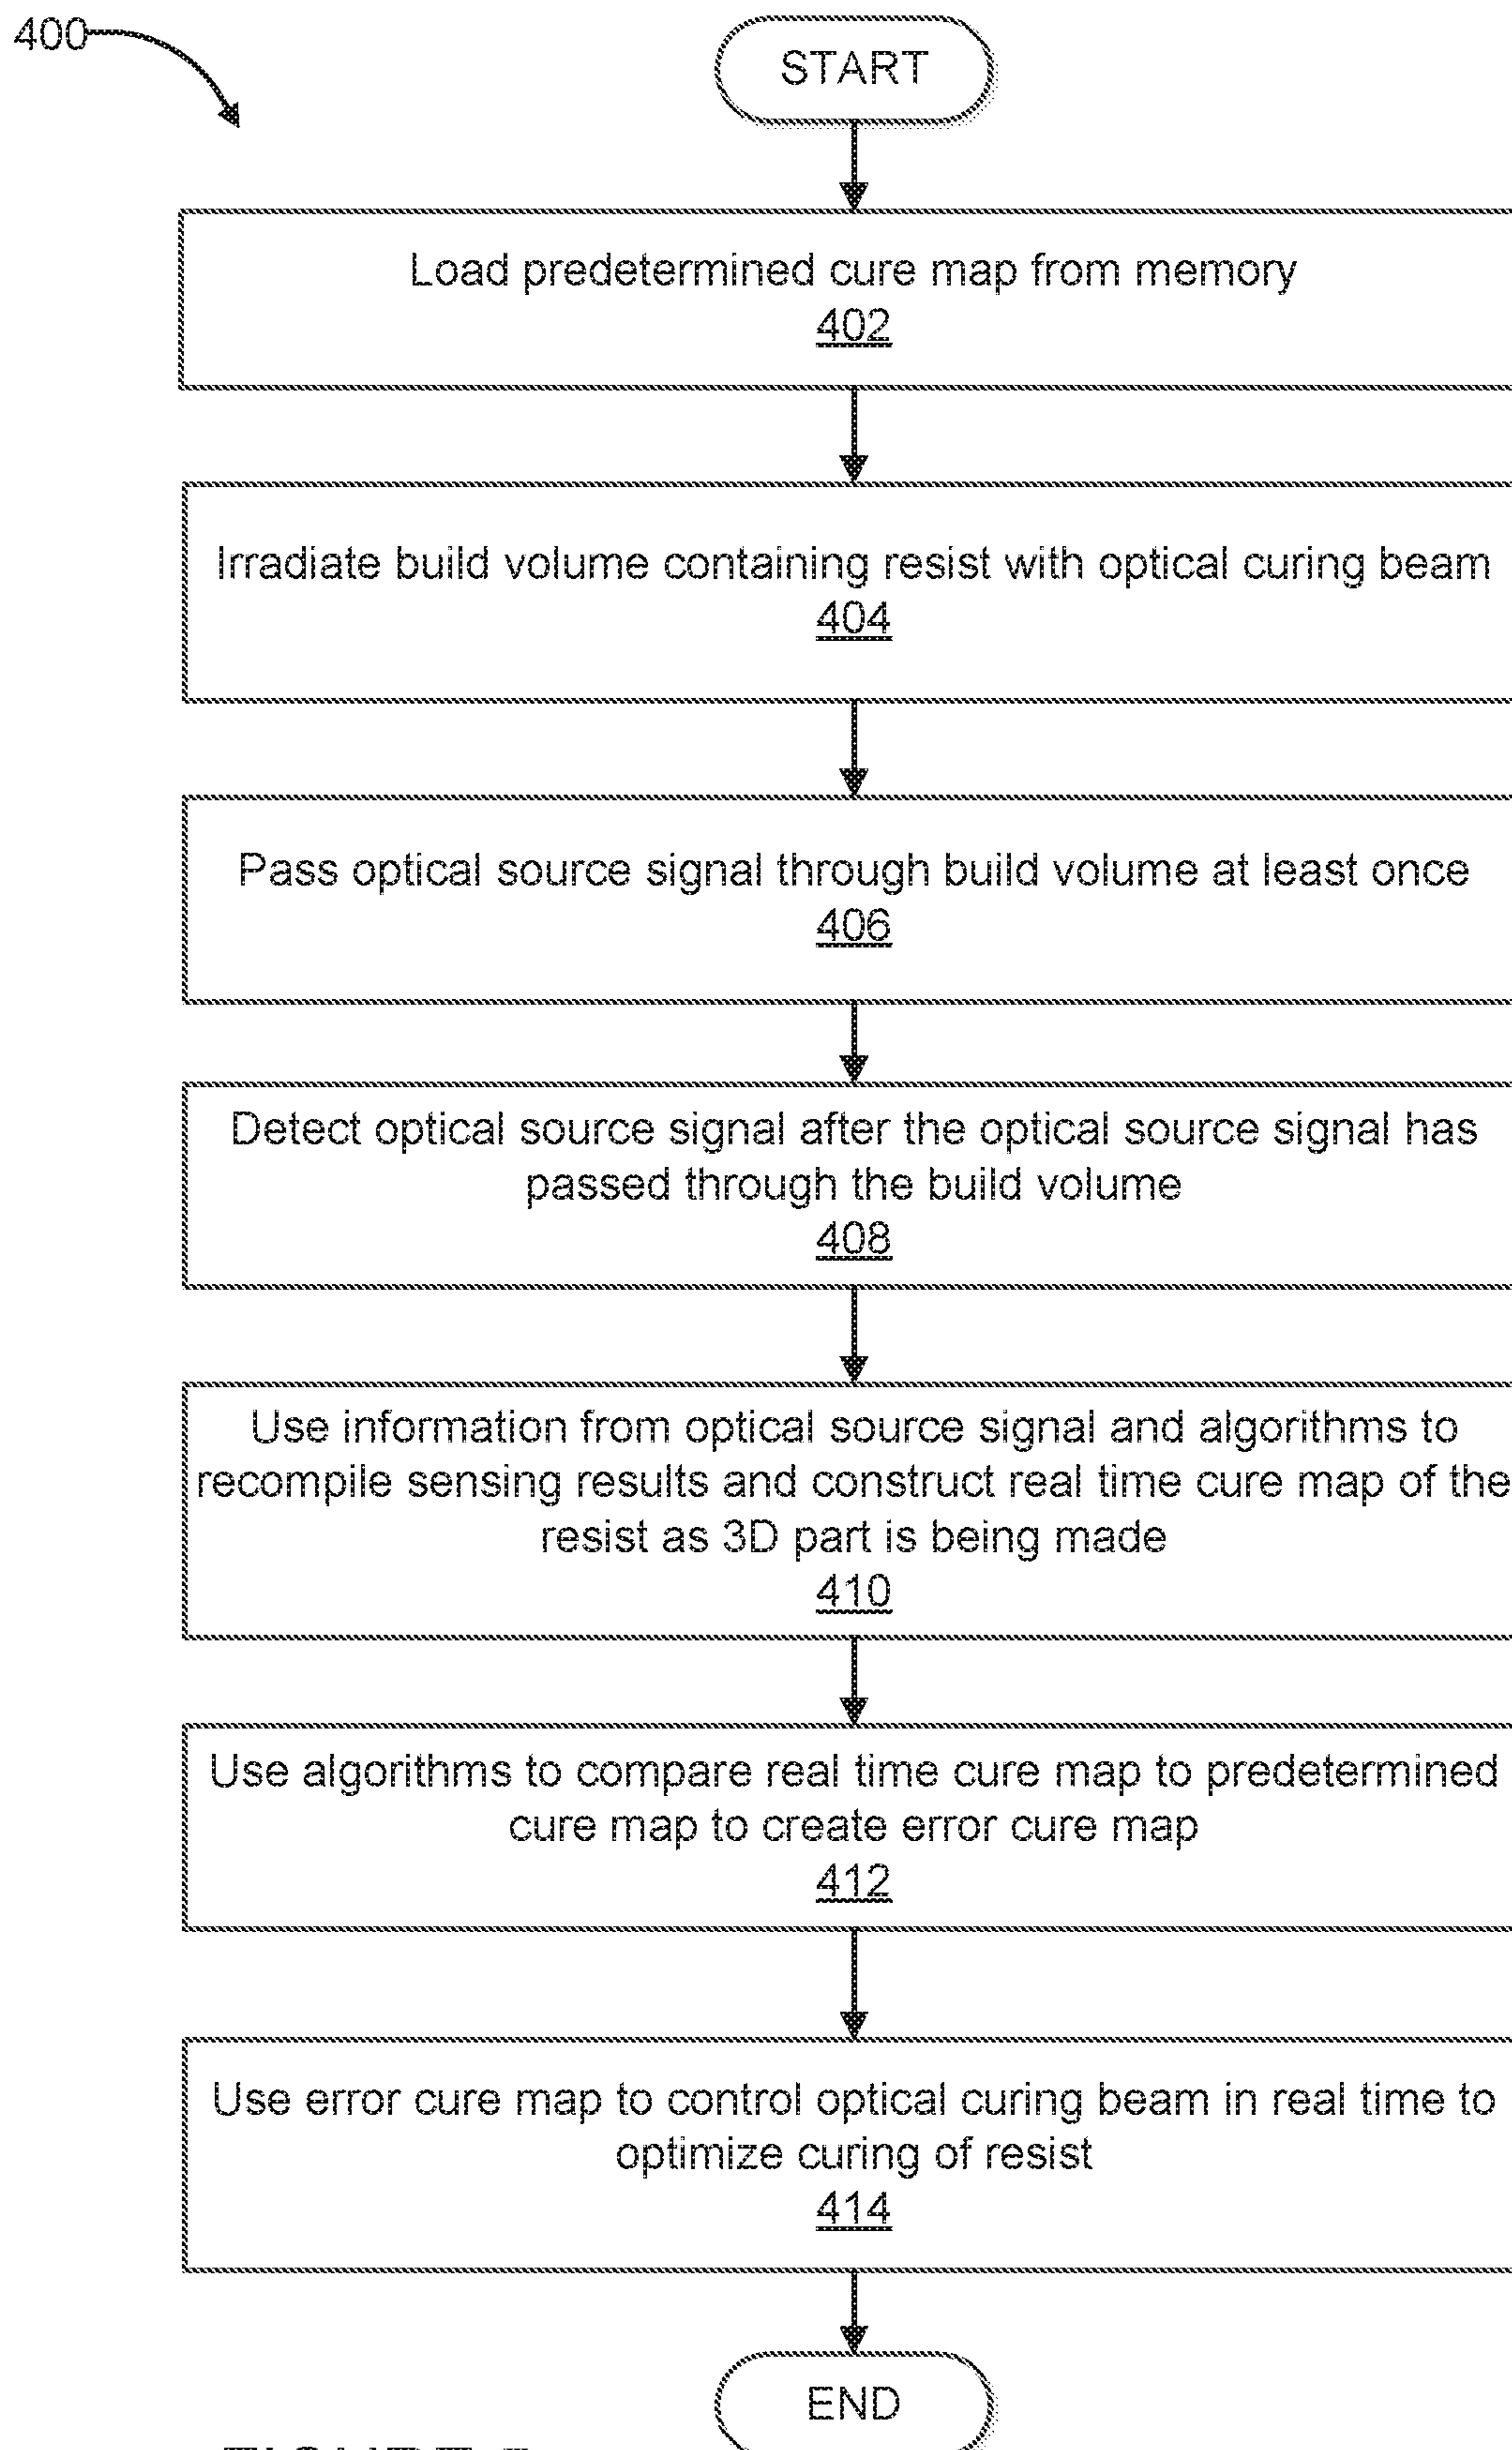 400
START
Load predetermined cure map from memory
402
Irradiate build volume containing resist with optical curing beam
404
Pass optical source signal through build volume at least once
406
Detect optical source signal after the optical source signal has
passed through the build volume
408
Use information from optical source signal and algorithms to
recompile sensing results and construct real time cure map of the
resist as 3D part is being made
410
Use algorithms to compare real time cure map to predetermined
cure map to create error cure map
412
Use error cure map to control optical curing beam in real time to
optimize curing of resist
414
END